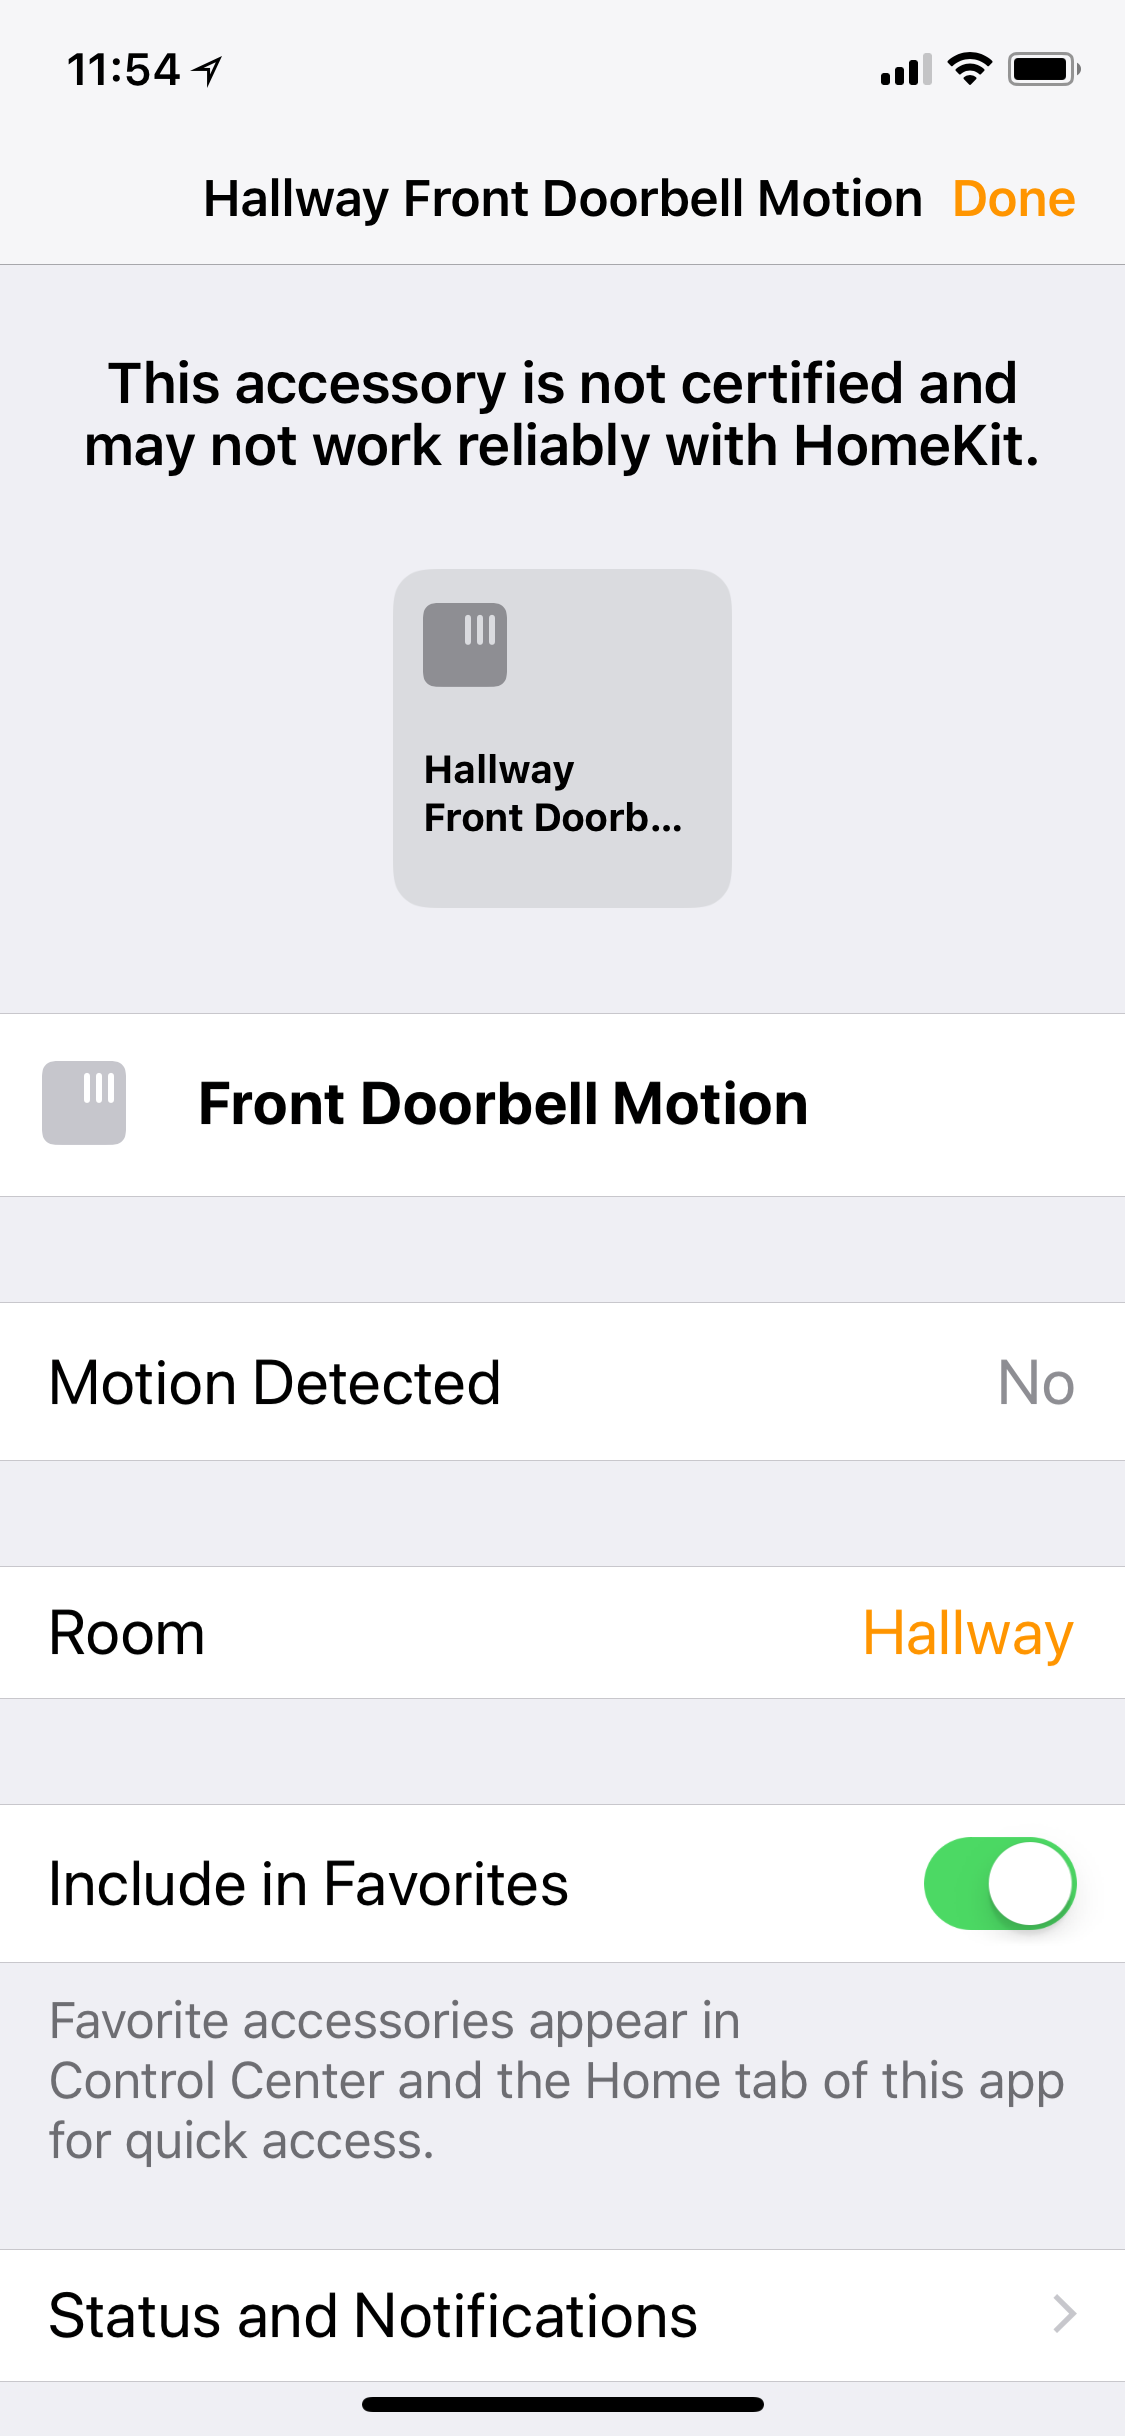 11:54
Hallway Front Doorbell Motion Done
This accessory is not certified and
may not work reliably with HomeKit.
Hallway
Front Doorb...
Front Doorbell Motion
Motion Detected No
Room Hallway
Include in Favorites
Favorite accessories appear in
Control Center and the Home tab of this app
for quick access.
Status and Notifications